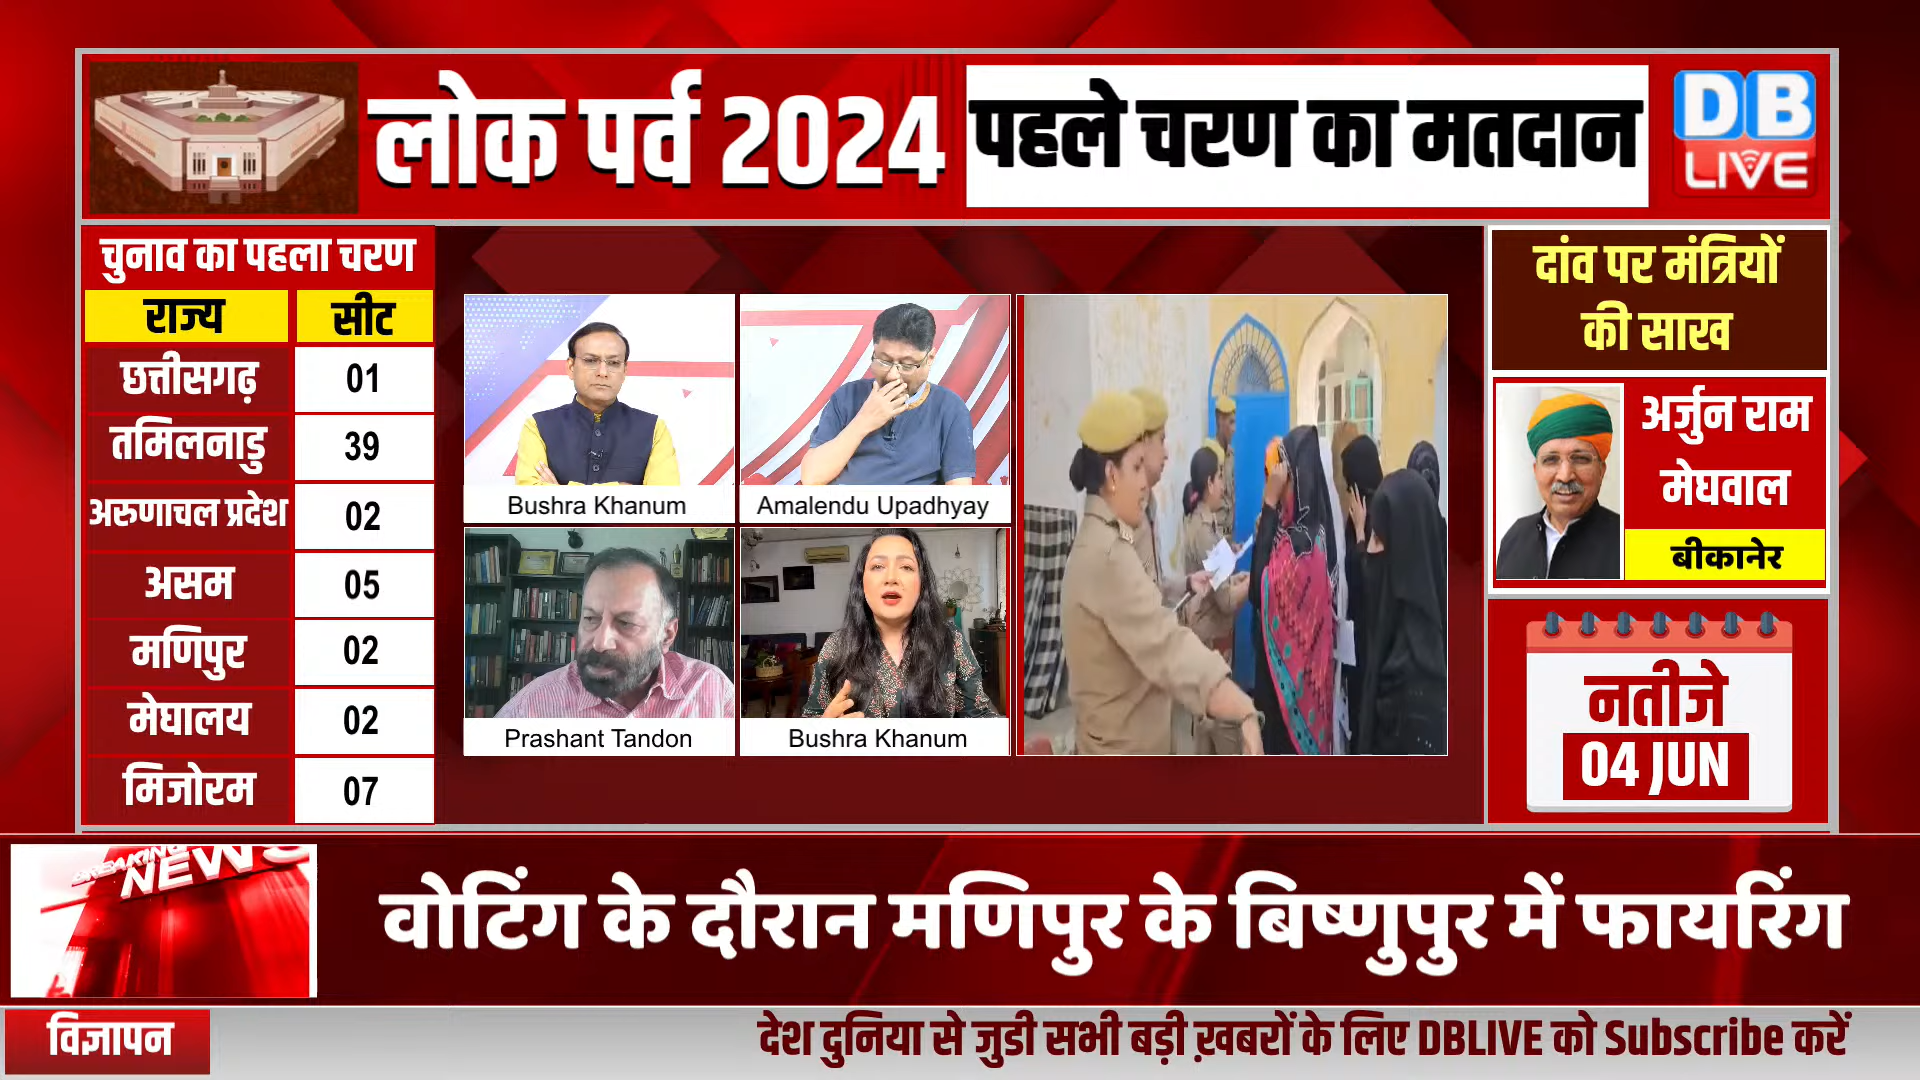 लोक पर्व 2024
पहले चरण का मतदान
DB
LIVE
चुनाव का पहला चरण
राज्य सीट
छत्तीसगढ़ 01
तमिलनाडु 39
अरुणाचल प्रदेश 02
असम 05
मणिपुर 02
मेघालय 02
मिजोरम 07
Bushra Khanum
Amalendu Upadhyay
Prashant Tandon
Bushra Khanum
दांव पर मंत्रियों
की साख
अर्जुन राम
मेघवाल
बीकानेर
नतीजे
04 JUN
BREAKING
NEWS
वोटिंग के दौरान मणिपुर के बिष्णुपुर में फायरिंग
विज्ञापन
देश दुनिया से जुडी सभी बड़ी ख़बरों के लिए DBLIVE को Subscribe करें